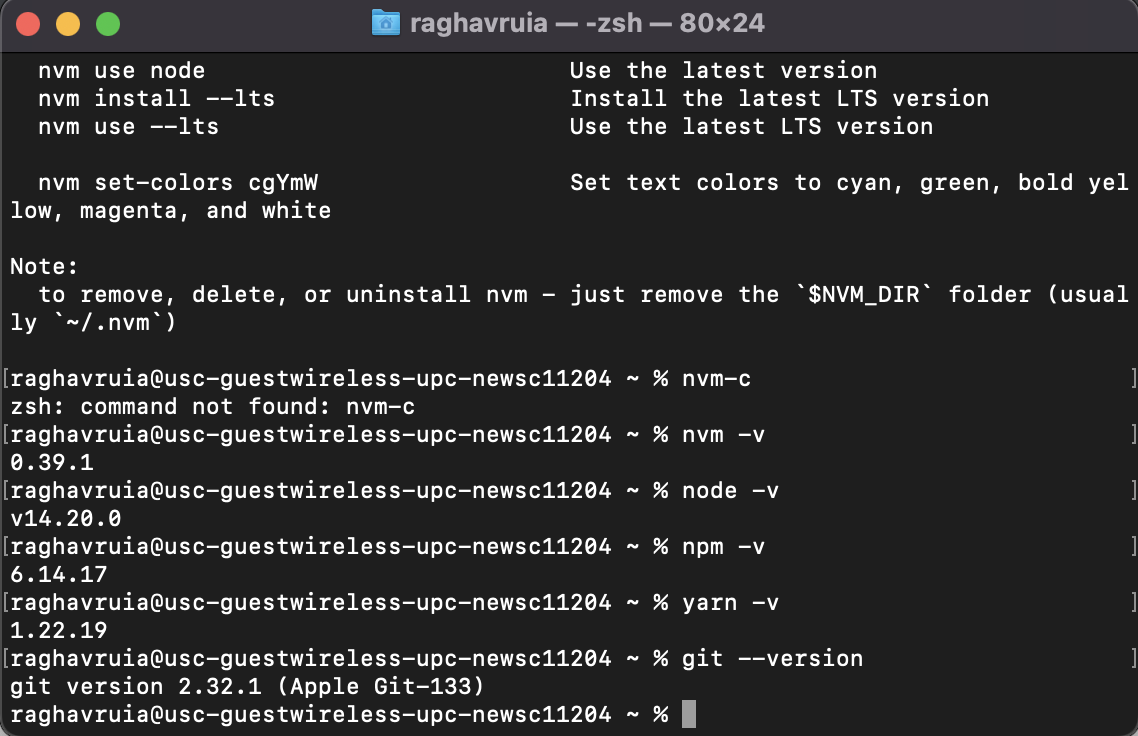 raghavruia — -zsh — 80×24
  nvm use node                          Use the latest version
  nvm install --lts                     Install the latest LTS version
  nvm use --lts                         Use the latest LTS version

  nvm set-colors cgYmW                  Set text colors to cyan, green, bold yel
low, magenta, and white

Note:
  to remove, delete, or uninstall nvm - just remove the `$NVM_DIR` folder (usual
ly `~/.nvm`)

[raghavruia@usc-guestwireless-upc-newsc11204 ~ % nvm-c                          ]
zsh: command not found: nvm-c
[raghavruia@usc-guestwireless-upc-newsc11204 ~ % nvm -v                         ]
0.39.1
[raghavruia@usc-guestwireless-upc-newsc11204 ~ % node -v                        ]
v14.20.0
[raghavruia@usc-guestwireless-upc-newsc11204 ~ % npm -v                         ]
6.14.17
[raghavruia@usc-guestwireless-upc-newsc11204 ~ % yarn -v                        ]
1.22.19
[raghavruia@usc-guestwireless-upc-newsc11204 ~ % git --version                  ]
git version 2.32.1 (Apple Git-133)
raghavruia@usc-guestwireless-upc-newsc11204 ~ %